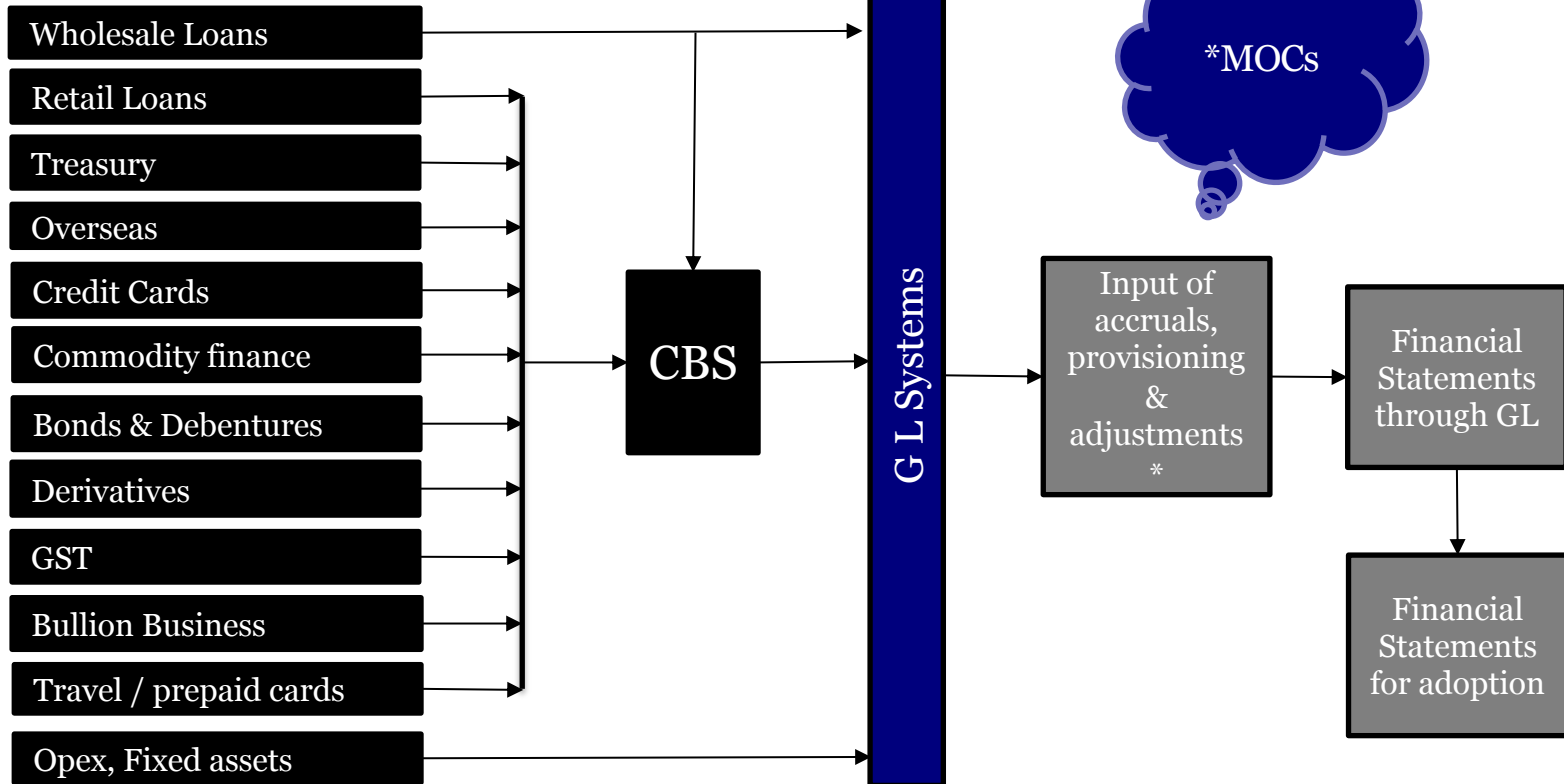 Wholesale Loans
Retail Loans
Treasury
Overseas
Credit Cards
Commodity finance
Bonds & Debentures
Derivatives
GST
Bullion Business
Travel / prepaid cards
Opex, Fixed assets
CBS
G L Systems
*MOCs
Input of
accruals,
provisioning
&
adjustments
*
Financial
Statements
through GL
Financial
Statements
for adoption